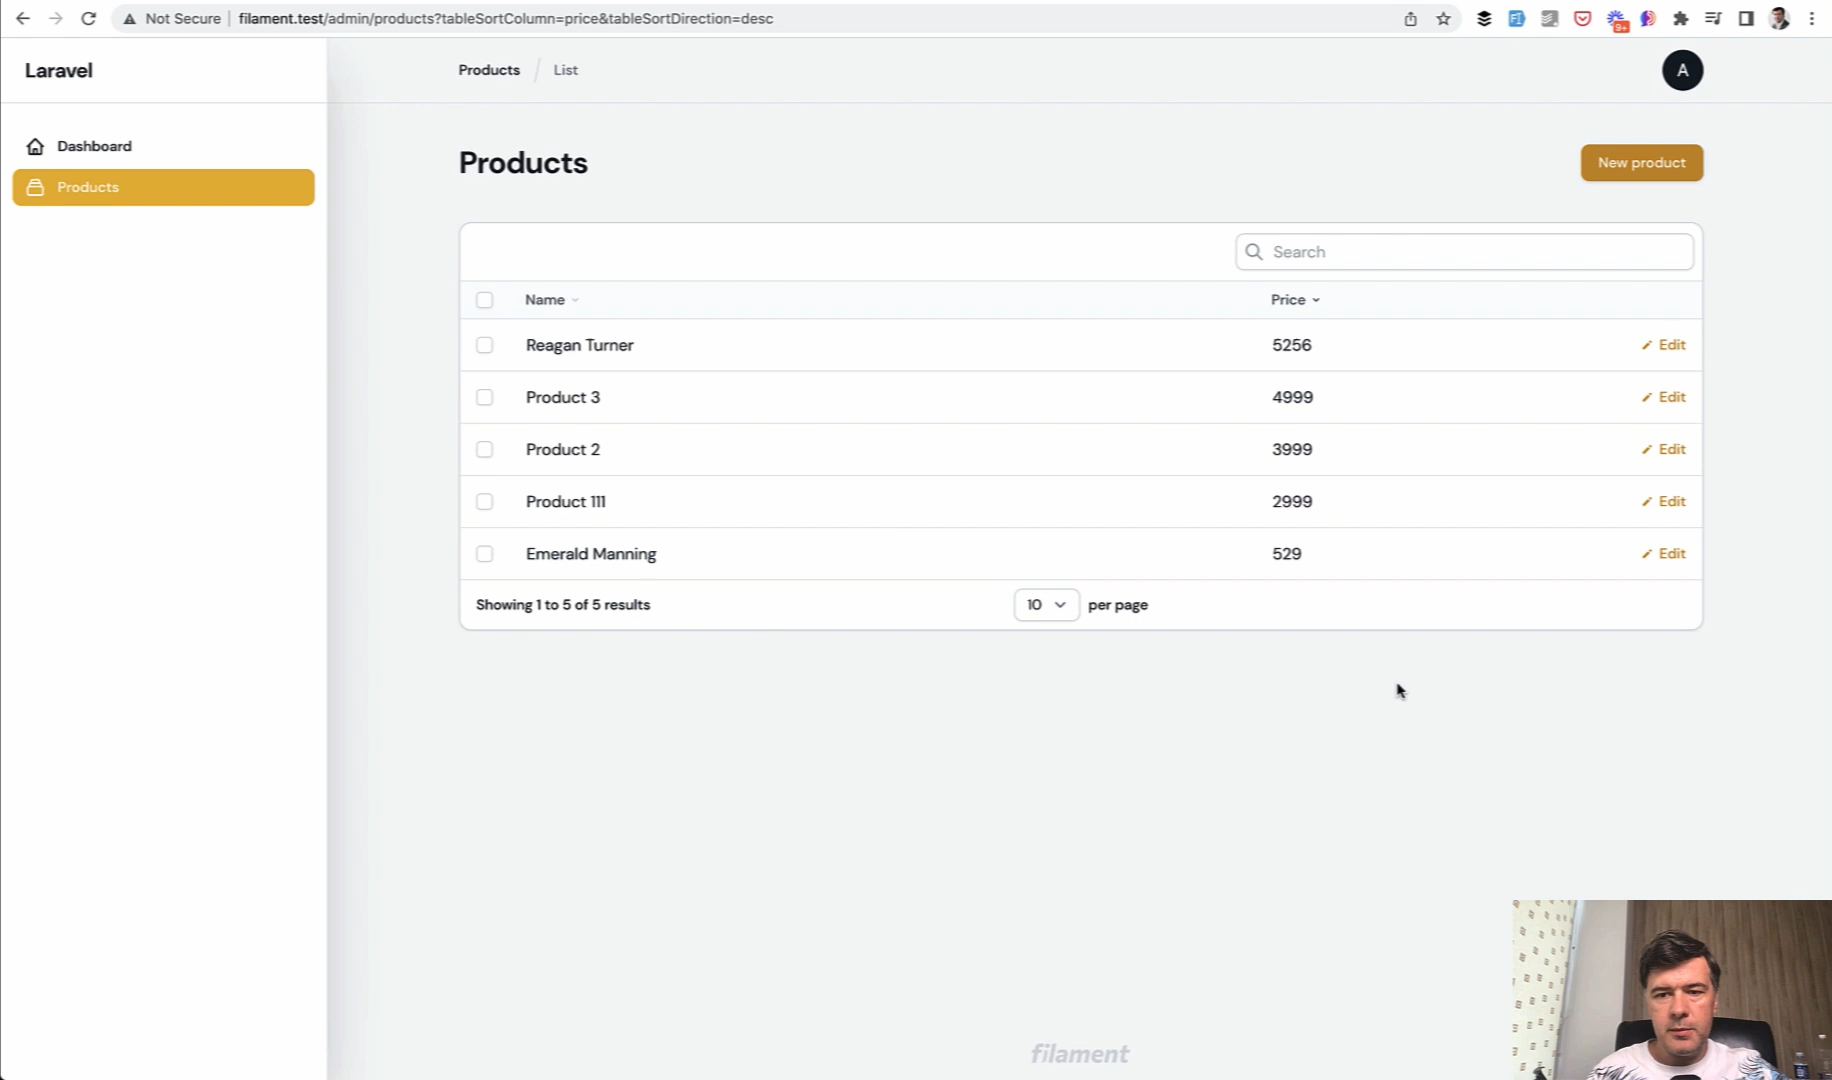 Not Secure
filament.test/admin/products?tableSortColumn=price&tableSortDirection=desc
9+
Laravel
Products
List
A
Dashboard
Products
Products
New product
Search
Name
Price
Reagan Turner
5256
Edit
Product 3
4999
Edit
Product 2
3999
Edit
Product 111
2999
Edit
Emerald Manning
529
Edit
Showing 1 to 5 of 5 results
10
per page
filament